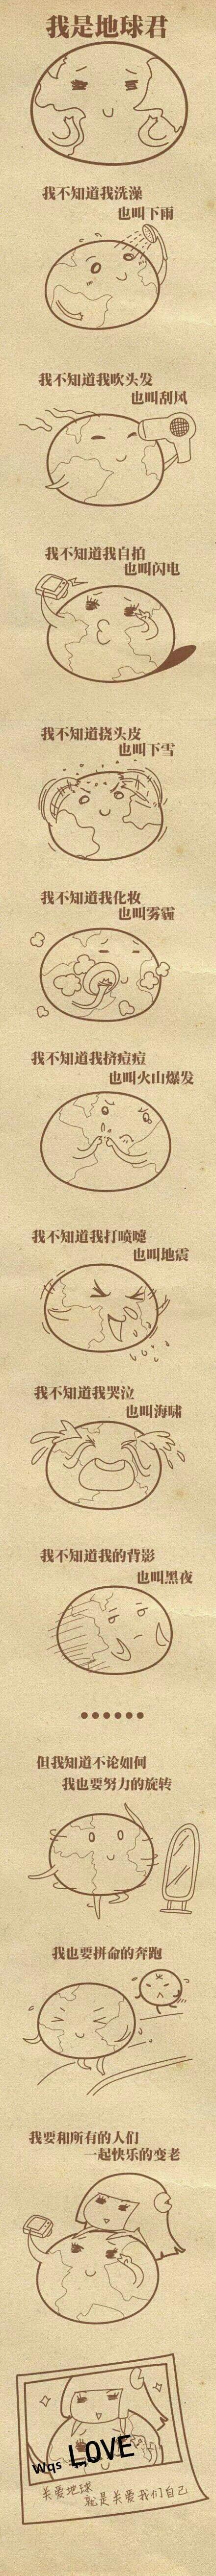 我是地球君
我不知道我洗澡
也叫下雨
我不知道我吹头发
也叫刮风
我不知道我自拍
也叫闪电
我不知道挠头皮
也叫下雪
我不知道我化妆
也叫雾霾
我不知道我挤痘痘
也叫火山爆发
我不知道我打喷嚏
也叫地震
我不知道我哭泣
也叫海啸
我不知道我的背影
也叫黑夜
••••••
但我知道不论如何
我也要努力的旋转
我也要拼命的奔跑
我要和所有的人们
一起快乐的变老
Wqs LOVE
关爱地球
就是关爱我们自己